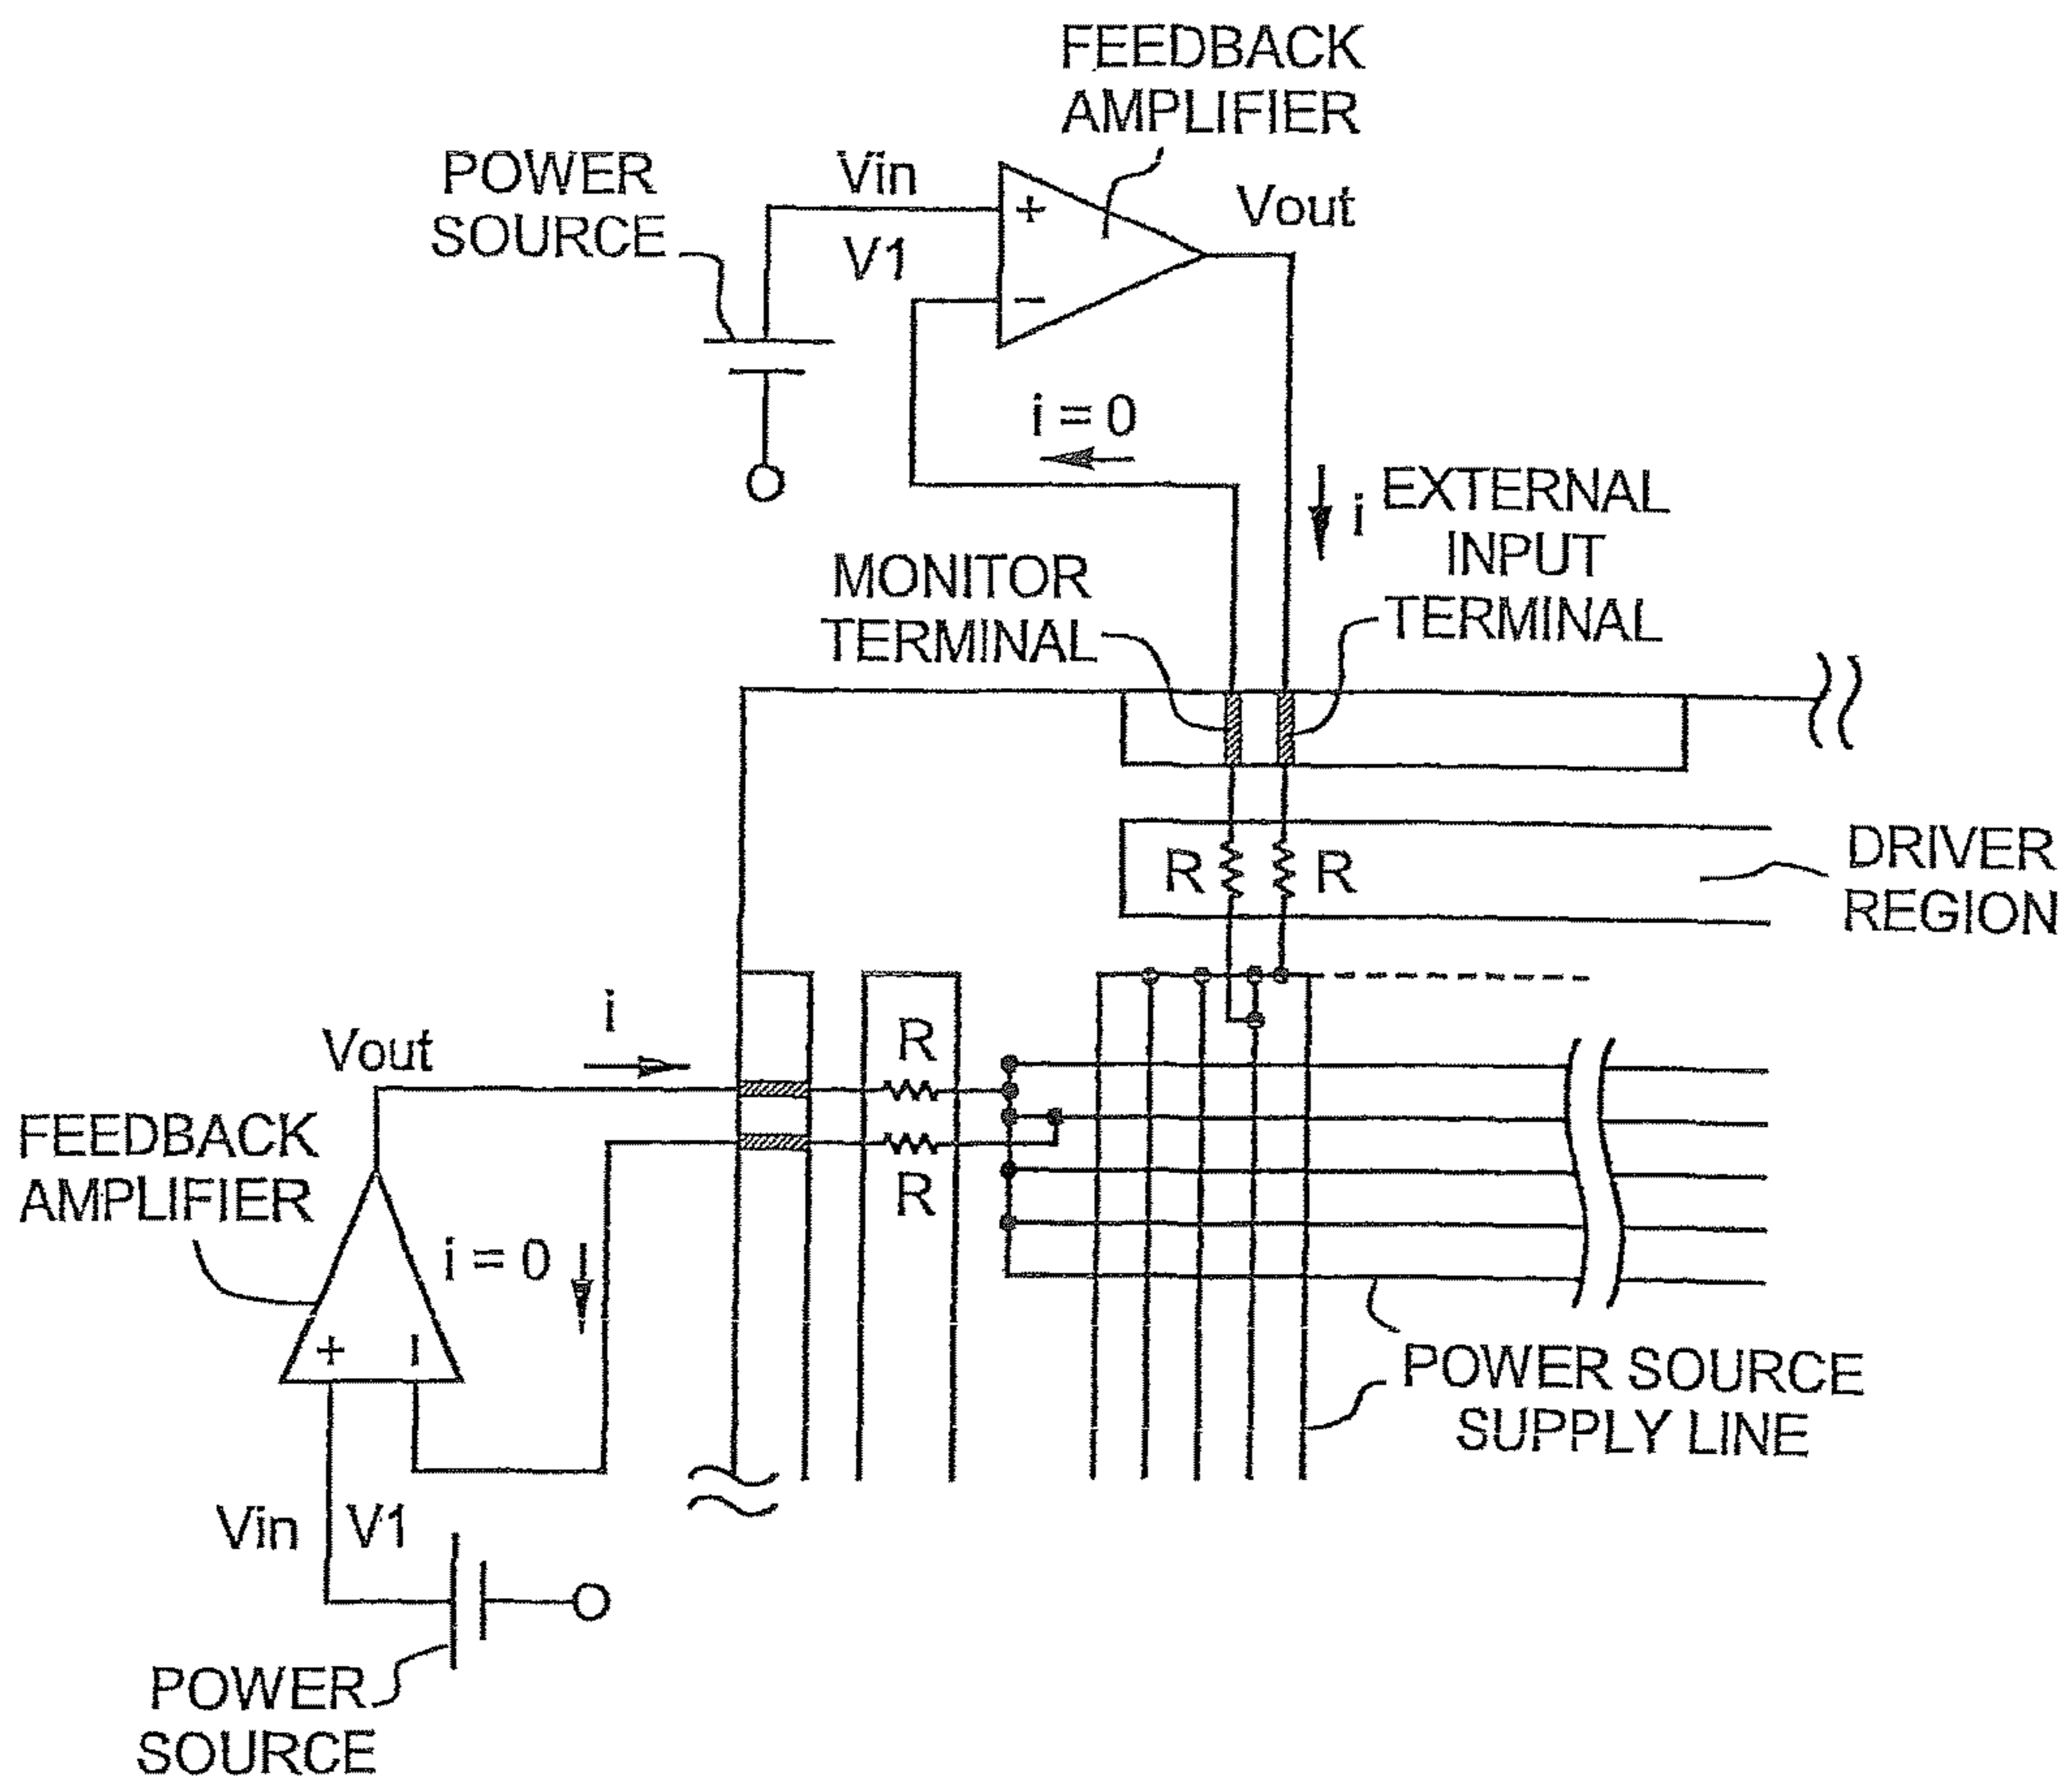 FEEDBACK
AMPLIFIER
POWER
SOURCE
Vin
V1
+
−
Vout
i = 0
i
EXTERNAL
INPUT
TERMINAL
MONITOR
TERMINAL
R
R
DRIVER
REGION
i
Vout
R
R
FEEDBACK
AMPLIFIER
i = 0
+
−
POWER SOURCE
SUPPLY LINE
Vin
V1
POWER
SOURCE